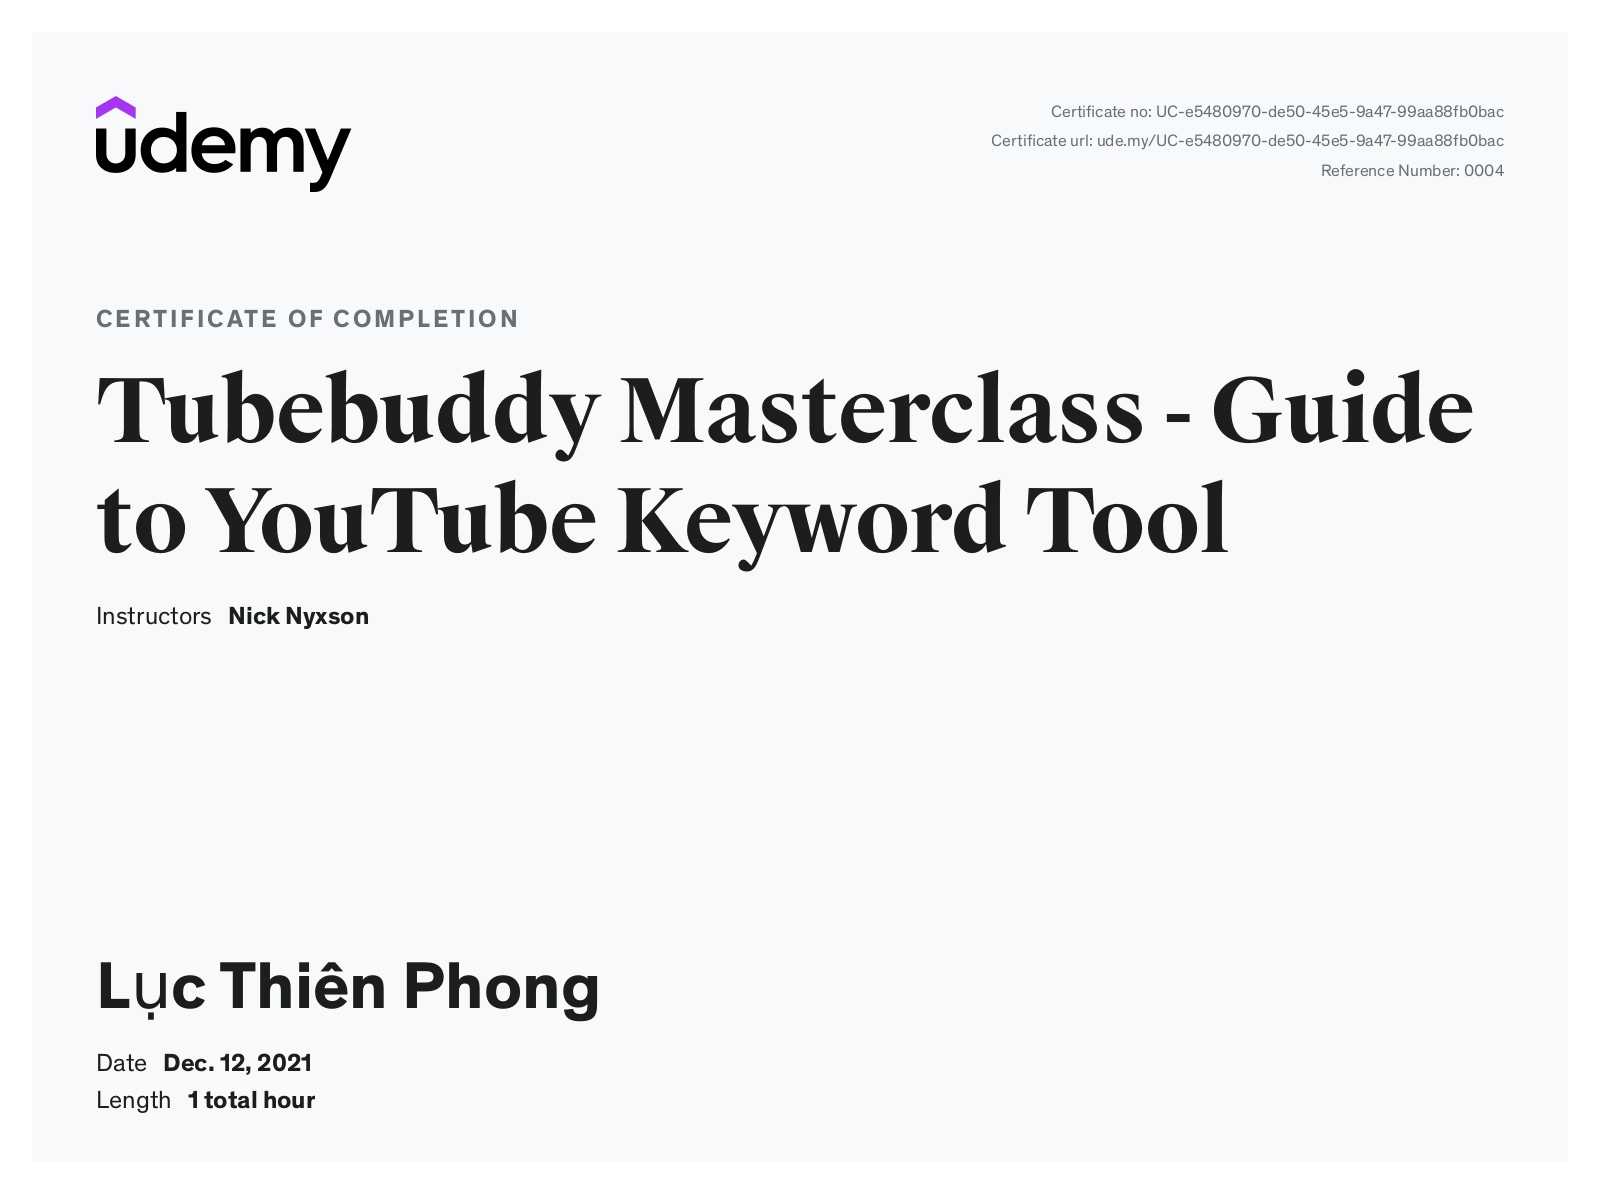 udemy
Certificate no: UC-e5480970-de50-45e5-9a47-99aa88fb0bac
Certificate url: ude.my/UC-e5480970-de50-45e5-9a47-99aa88fb0bac
Reference Number: 0004
CERTIFICATE OF COMPLETION
Tubebuddy Masterclass - Guide
to YouTube Keyword Tool
Instructors Nick Nyxson
Lục Thiên Phong
Date Dec. 12, 2021
Length 1 total hour